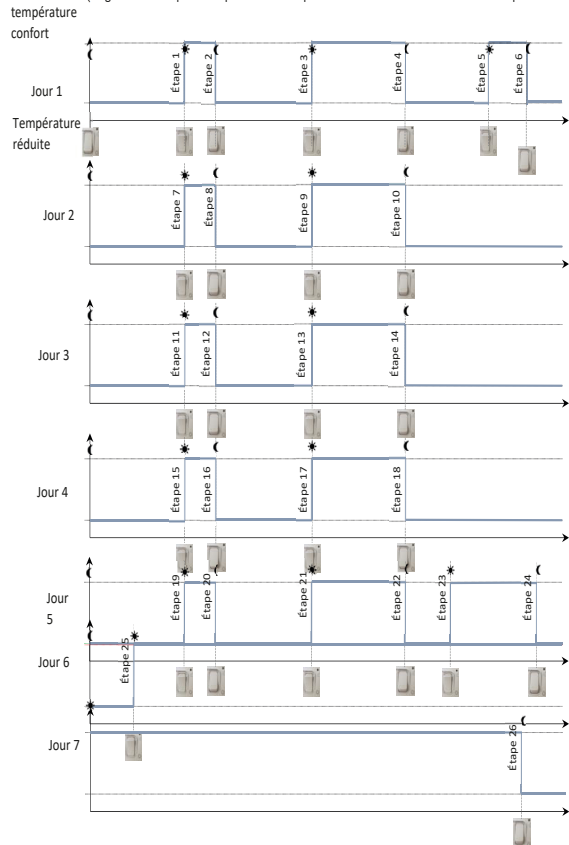 température
confort
Étape 1
Étape 2
Étape 3
Étape 4
Étape 5
Étape 6
Jour 1
Température
réduite
Étape 7
Étape 8
Étape 9
Étape 10
Jour 2
Étape 11
Étape 12
Étape 13
Étape 14
Jour 3
Étape 15
Étape 16
Étape 17
Étape 18
Jour 4
Étape 19
Étape 20
Étape 21
Étape 22
Étape 23
Étape 24
Jour
5
Étape 25
Jour 6
Étape 26
Jour 7